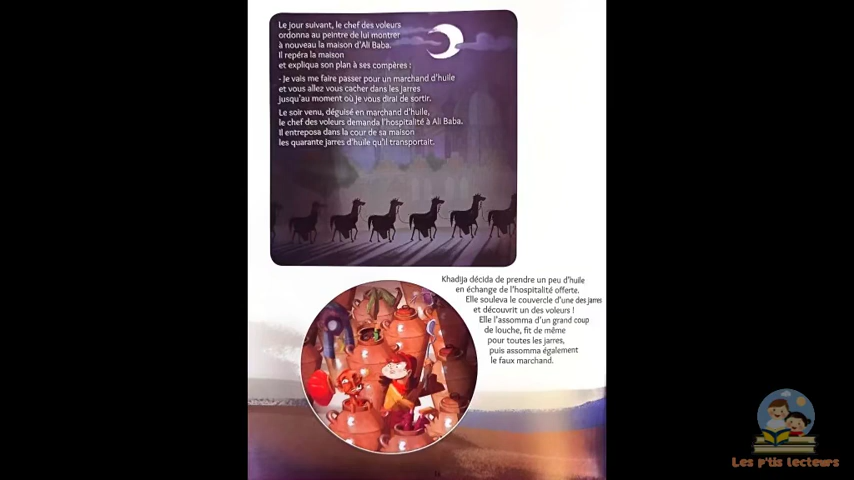 Le jour suivant, le chef des voleurs
ordonna au peintre de lui montrer
à nouveau la maison d'Ali Baba.
Il repéra la maison
et expliqua son plan à ses compères :
- Je vais me faire passer pour un marchand d'huile
et vous allez vous cacher dans les jarres
jusqu'au moment où je vous dirai de sortir.
Le soir venu, déguisé en marchand d'huile,
le chef des voleurs demanda l'hospitalité à Ali Baba.
Il entreposa dans la cour de sa maison
les quarante jarres d'huile qu'il transportait.
Khadija décida de prendre un peu d'huile
en échange de l'hospitalité offerte.
Elle souleva le couvercle d'une des jarres
et découvrit un des voleurs !
Elle l'assomma d'un grand coup
de louche, fit de même
pour toutes les jarres,
puis assomma également
le faux marchand.
Les p'tis lecteurs